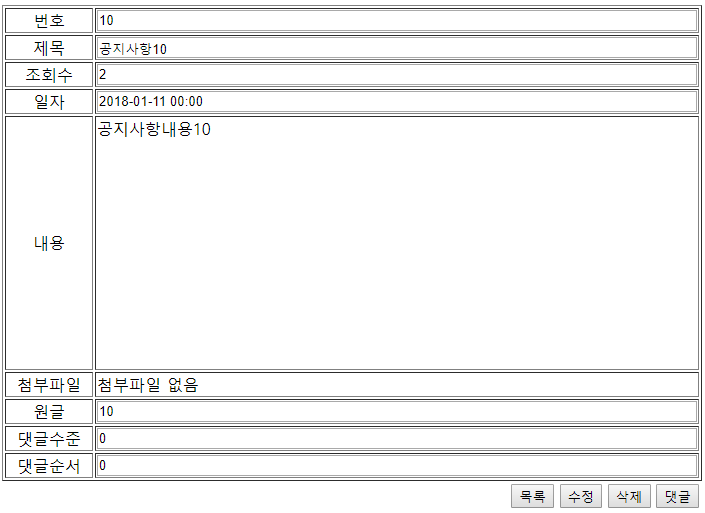 번호 10
제목 공지사항10
조회수 2
일자 2018-01-11 00:00
내용 공지사항내용10
첨부파일 첨부파일 없음
원글 10
댓글수준 0
댓글순서 0
목록 수정 삭제 댓글